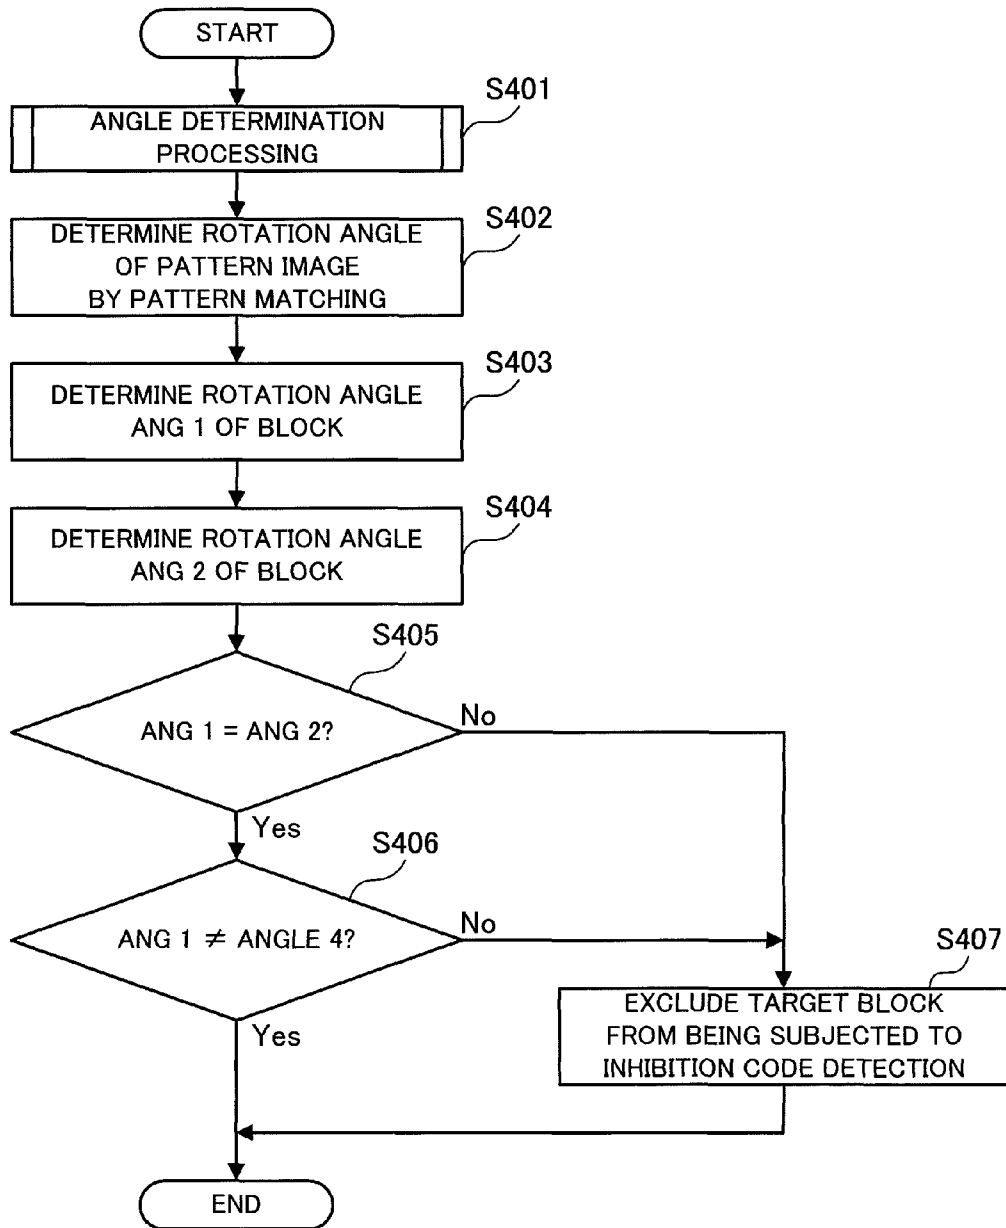 START
S401
ANGLE DETERMINATION
PROCESSING
S402
DETERMINE ROTATION ANGLE
OF PATTERN IMAGE
BY PATTERN MATCHING
S403
DETERMINE ROTATION ANGLE
ANG 1 OF BLOCK
S404
DETERMINE ROTATION ANGLE
ANG 2 OF BLOCK
S405
ANG 1 = ANG 2?
No
Yes
S406
ANG 1 ≠ ANGLE 4?
No
Yes
S407
EXCLUDE TARGET BLOCK
FROM BEING SUBJECTED TO
INHIBITION CODE DETECTION
END